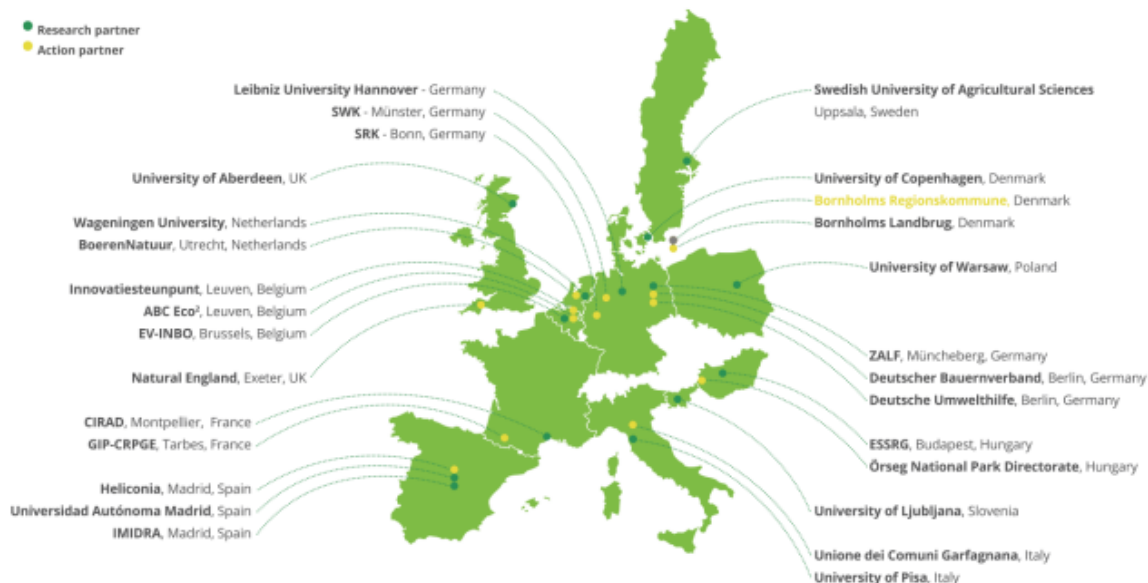 Research partner
Action partner
Leibniz University Hannover - Germany
SWK - Münster, Germany
SRK - Bonn, Germany
University of Aberdeen, UK
Wageningen University, Netherlands
BoerenNatuur, Utrecht, Netherlands
Innovatiesteunpunt, Leuven, Belgium
ABC Eco², Leuven, Belgium
EV-INBO, Brussels, Belgium
Natural England, Exeter, UK
CIRAD, Montpellier, France
GIP-CRPGE, Tarbes, France
Heliconia, Madrid, Spain
Universidad Autónoma Madrid, Spain
IMIDRA, Madrid, Spain
Swedish University of Agricultural Sciences
Uppsala, Sweden
University of Copenhagen, Denmark
Bornholms Regionskommune, Denmark
Bornholms Landbrug, Denmark
University of Warsaw, Poland
ZALF, Müncheberg, Germany
Deutscher Bauernverband, Berlin, Germany
Deutsche Umwelthilfe, Berlin, Germany
ESSRG, Budapest, Hungary
Örseg National Park Directorate, Hungary
University of Ljubljana, Slovenia
Unione dei Comuni Garfagnana, Italy
University of Pisa, Italy